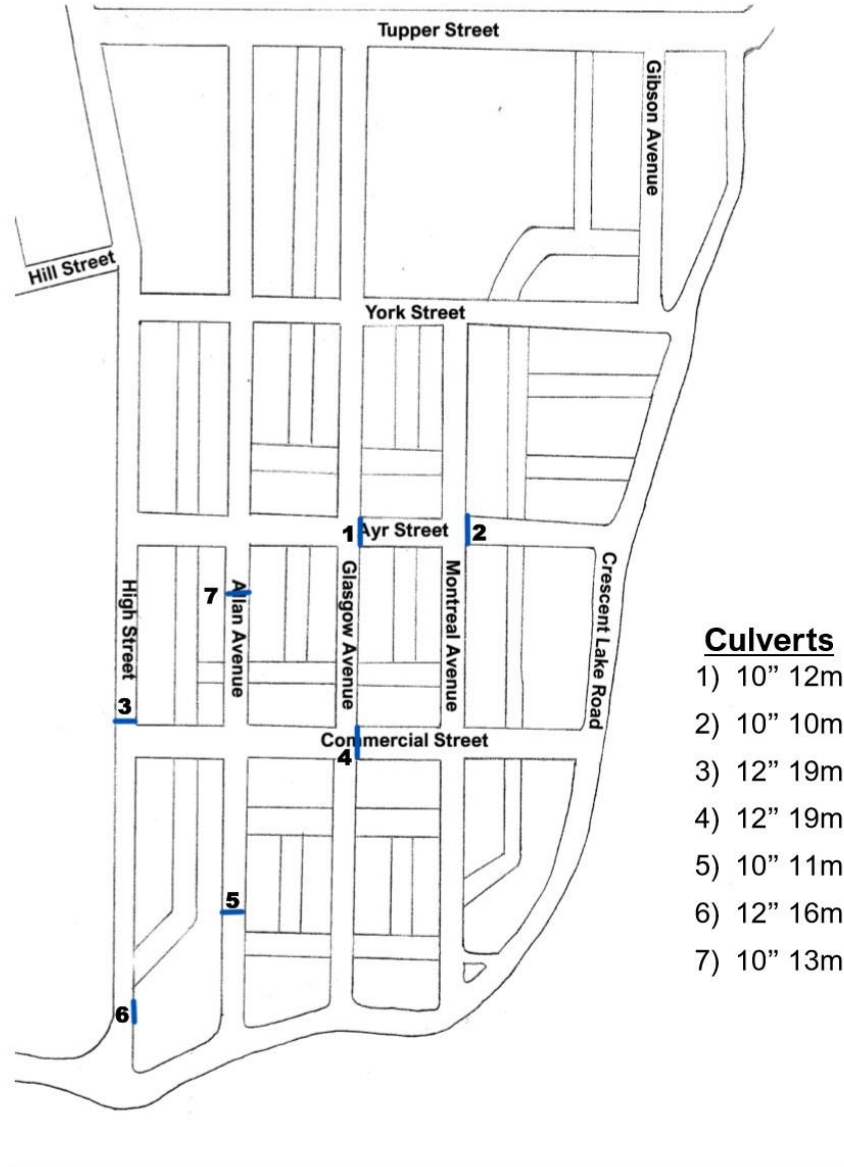 Tupper Street
Gibson Avenue
Hill Street
York Street
1
Ayr Street
2
7
High Street
Allan Avenue
Glasgow Avenue
Montreal Avenue
Crescent Lake Road
3
Commercial Street
4
5
6
Culverts
1) 10” 12m
2) 10” 10m
3) 12” 19m
4) 12” 19m
5) 10” 11m
6) 12” 16m
7) 10” 13m